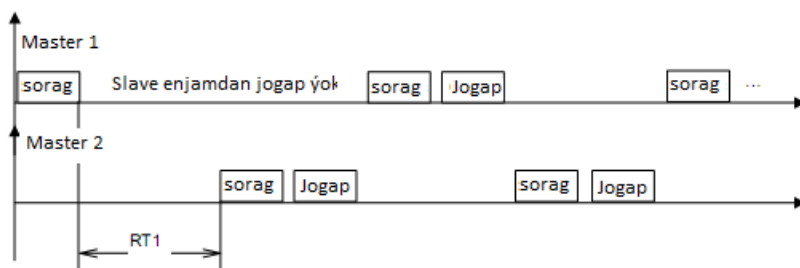 Master 1
sorag
Slave enjamdan jogap ýok
sorag
Jogap
sorag
...
Master 2
sorag
Jogap
sorag
Jogap
RT1